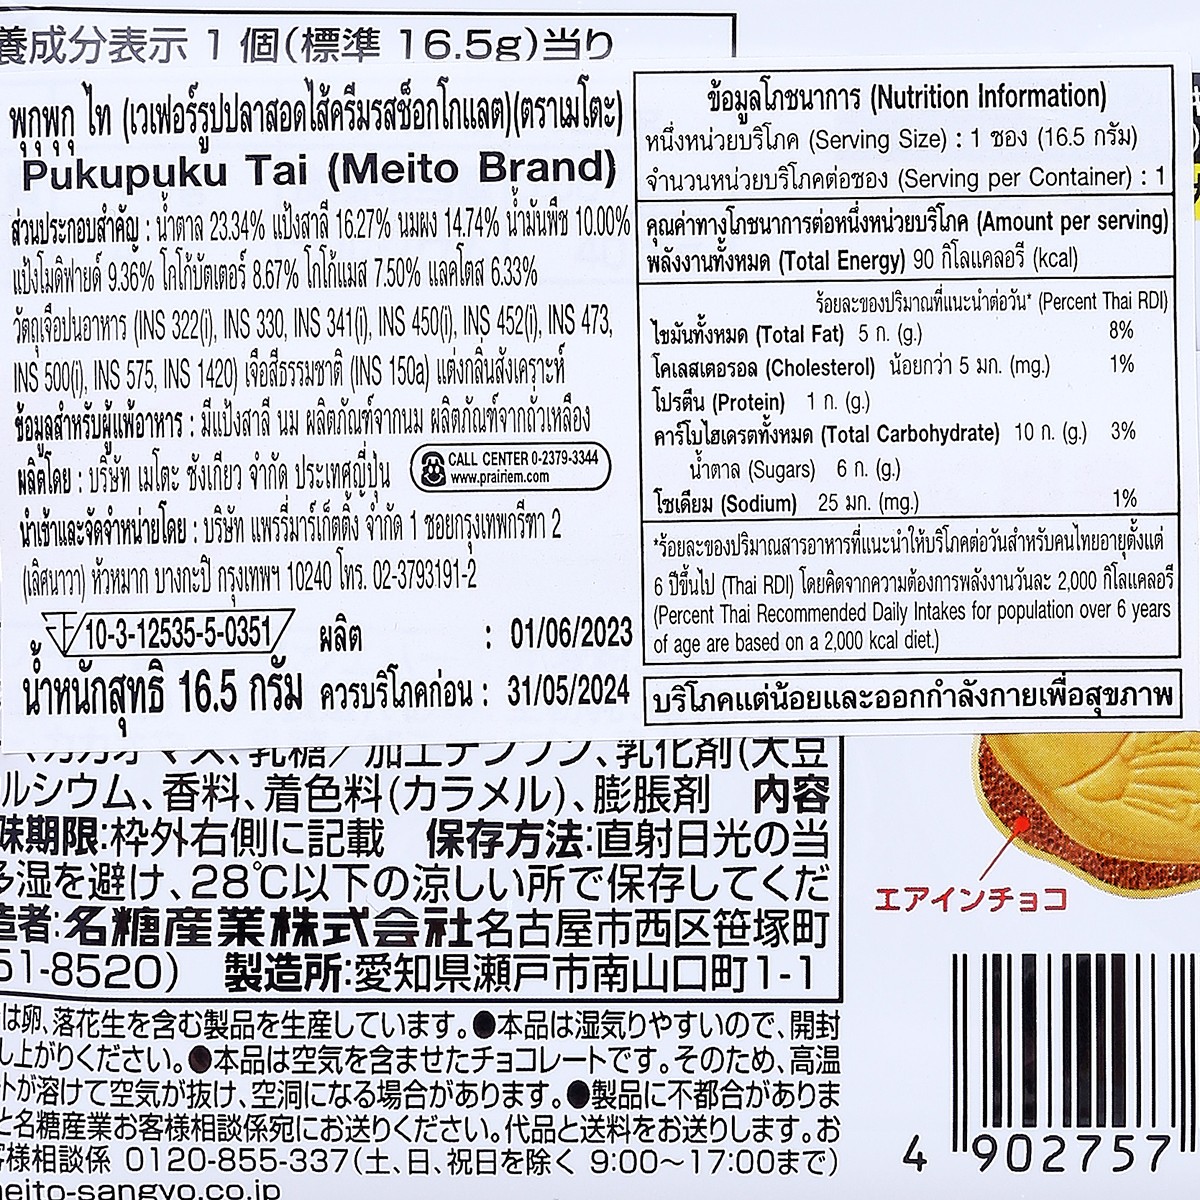 養成分表示 1 個(標準 16.5g)当り
พุกุพุกุ ไท (เวเฟอร์รูปปลาสอดไส้ครีมรสช็อกโกแลต)(ตราเมโตะ)
Pukupuku Tai (Meito Brand)
ส่วนประกอบสำคัญ : น้ำตาล 23.34% แป้งสาลี 16.27% นมผง 14.74% น้ำมันพืช 10.00%
แป้งโมดิฟายด์ 9.36% โกโก้บัตเตอร์ 8.67% โกโก้แมส 7.50% แลคโตส 6.33%
วัตถุเจือปนอาหาร (INS 322(i), INS 330, INS 341(i), INS 450(i), INS 452(i), INS 473,
INS 500(i), INS 575, INS 1420) เจือสีธรรมชาติ (INS 150a) แต่งกลิ่นสังเคราะห์
ข้อมูลสำหรับผู้แพ้อาหาร : มีแป้งสาลี นม ผลิตภัณฑ์จากนม ผลิตภัณฑ์จากถั่วเหลือง
ผลิตโดย : บริษัท เมโตะ ซังเกียว จำกัด ประเทศญี่ปุ่น
CALL CENTER 0-2379-3344
www.prairiem.com
นำเข้าและจัดจำหน่ายโดย : บริษัท แพรรี่มาร์เก็ตติ้ง จำกัด 1 ซอยกรุงเทพกรีฑา 2
(เลิศนาวา) หัวหมาก บางกะปิ กรุงเทพฯ 10240 โทร. 02-3793191-2
10-3-12535-5-0351 ผลิต : 01/06/2023
น้ำหนักสุทธิ 16.5 กรัม ควรบริโภคก่อน : 31/05/2024
ข้อมูลโภชนาการ (Nutrition Information)
หนึ่งหน่วยบริโภค (Serving Size) : 1 ซอง (16.5 กรัม)
จำนวนหน่วยบริโภคต่อซอง (Serving per Container) : 1
คุณค่าทางโภชนาการต่อหนึ่งหน่วยบริโภค (Amount per serving)
พลังงานทั้งหมด (Total Energy) 90 กิโลแคลอรี (kcal)
ร้อยละของปริมาณที่แนะนำต่อวัน* (Percent Thai RDI)
ไขมันทั้งหมด (Total Fat) 5 ก. (g.) 8%
โคเลสเตอรอล (Cholesterol) น้อยกว่า 5 มก. (mg.) 1%
โปรตีน (Protein) 1 ก. (g.)
คาร์โบไฮเดรตทั้งหมด (Total Carbohydrate) 10 ก. (g.) 3%
น้ำตาล (Sugars) 6 ก. (g.)
โซเดียม (Sodium) 25 มก. (mg.) 1%
*ร้อยละของปริมาณสารอาหารที่แนะนำให้บริโภคต่อวันสำหรับคนไทยอายุตั้งแต่
6 ปีขึ้นไป (Thai RDI) โดยคิดจากความต้องการพลังงานวันละ 2,000 กิโลแคลอรี
(Percent Thai Recommended Daily Intakes for population over 6 years
of age are based on a 2,000 kcal diet.)
บริโภคแต่น้อยและออกกำลังกายเพื่อสุขภาพ
カカオマス、乳糖/加工デンプン、乳化剤(大豆
ルシウム、香料、着色料(カラメル)、膨脹剤 内容
味期限:枠外右側に記載 保存方法:直射日光の当
多湿を避け、28℃以下の涼しい所で保存してくだ
造者:名糖産業株式会社名古屋市西区笹塚町
51-8520) 製造所:愛知県瀬戸市南山口町1-1
は卵、落花生を含む製品を生産しています。●本品は湿気りやすいので、開封
し上がりください。●本品は空気を含ませたチョコレートです。そのため、高温
トが溶けて空気が抜け、空洞になる場合があります。●製品に不都合がありま
と名糖産業お客様相談係宛にお送りください。代品と送料をお送りします。お
客様相談係 0120-855-337(土、日、祝日を除く 9:00〜17:00まで)
meito-sangyo.co.jp
エアインチョコ
4 902757